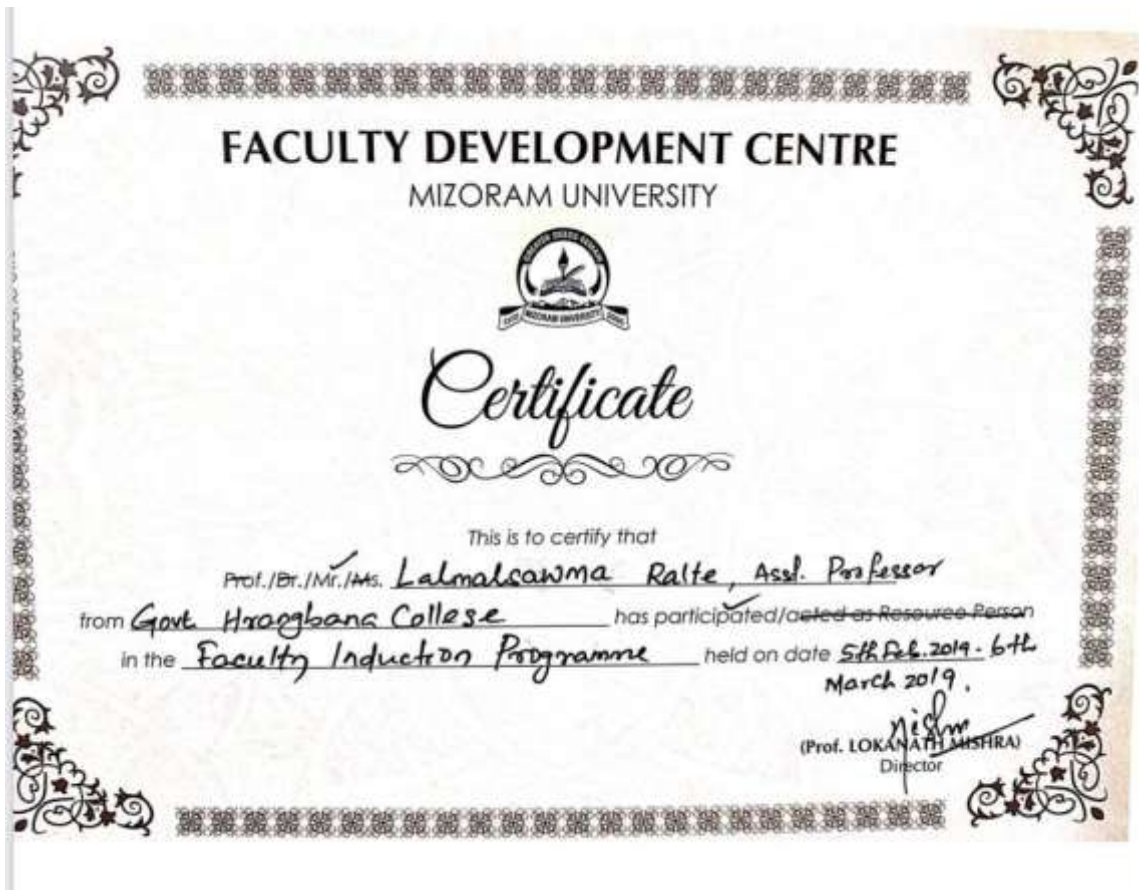 FACULTY DEVELOPMENT CENTRE
MIZORAM UNIVERSITY
MIZORAM UNIVERSITY
Certificate
This is to certify that
Prof./Dr./Mr./Ms. Lalmalsawma Ralte, Asst. Professor
from Govt Hrangbana College has participated/acted as Resource Person
in the Faculty Induction Programme held on date 5th Feb. 2019 - 6th
March 2019.
(Prof. LOKANATH MISHRA)
Director